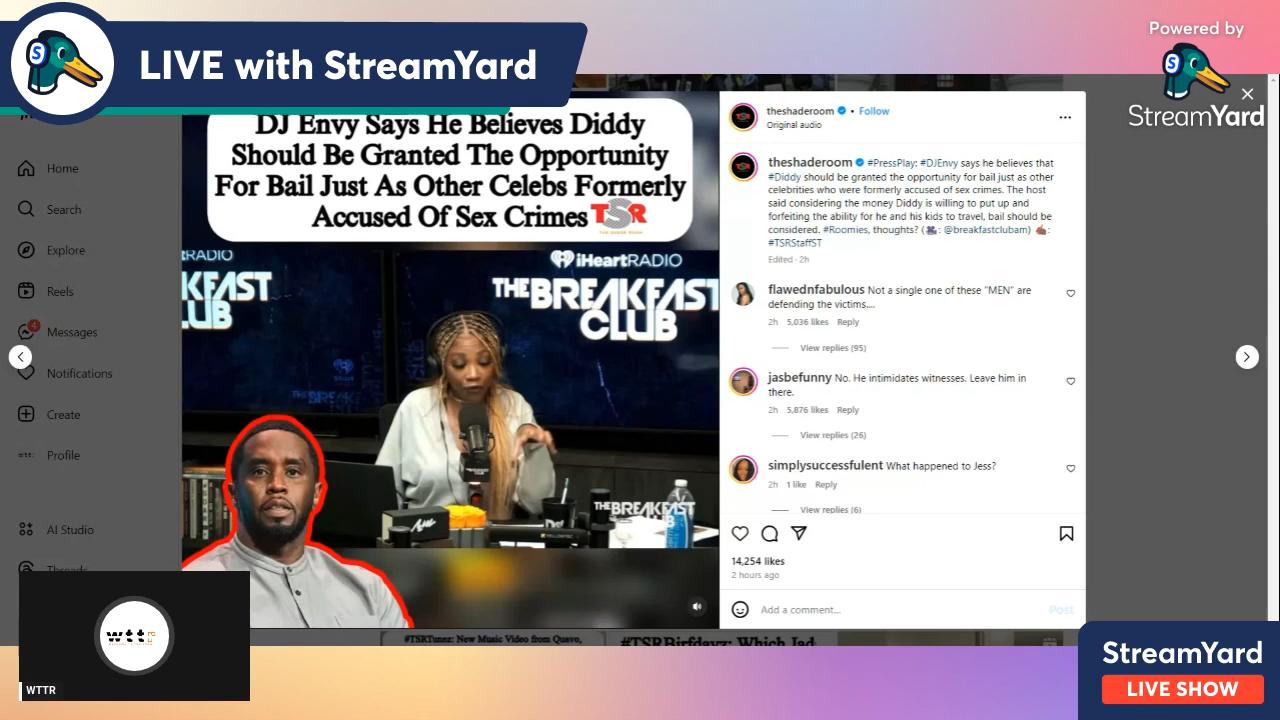 LIVE with StreamYard
Powered by
StreamYard
DJ Envy Says He Believes Diddy
Should Be Granted The Opportunity
For Bail Just As Other Celebs Formerly
Accused Of Sex Crimes TSR
THE SHADE ROOM
Home
Search
Explore
Reels
4
Messages
Notifications
Create
Profile
AI Studio
Threads
RADIO
KFAST
CLUB
iHeartRADIO
THE BREAKFAST
CLUB
THE BREAKFAST
CLUB
theshaderoom • Follow
Original audio
theshaderoom #PressPlay: #DJEnvy says he believes that
#Diddy should be granted the opportunity for bail just as other
celebrities who were formerly accused of sex crimes. The host
said considering the money Diddy is willing to put up and
forfeiting the ability for he and his kids to travel, bail should be
considered. #Roomies, thoughts? (🎥: @breakfastclubam) ✍🏾:
#TSRStaffST
Edited · 2h
flawednfabulous Not a single one of these “MEN” are
defending the victims....
2h 5,036 likes Reply
View replies (95)
jasbefunny No. He intimidates witnesses. Leave him in
there.
2h 5,876 likes Reply
View replies (26)
simplysuccessfulent What happened to Jess?
2h 1 like Reply
View replies (6)
14,254 likes
2 hours ago
Add a comment...
Post
#TSRTunez: New Music Video from Quavo,
#TSRBirfdayz: Which Jad
wttr
WTTR
StreamYard
LIVE SHOW